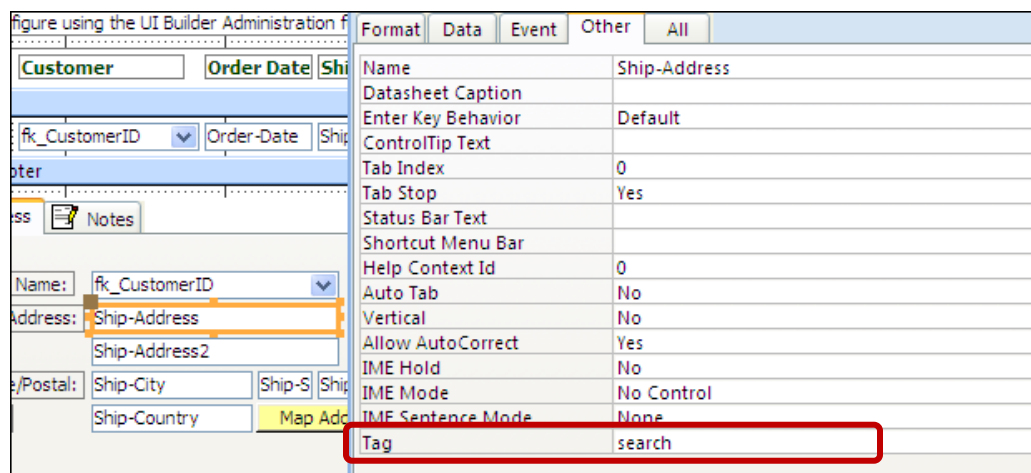 figure using the UI Builder Administration f
Customer Order Date Shi
fk_CustomerID Order-Date Ship
oter
ess Notes
Name: fk_CustomerID
Address: Ship-Address
Ship-Address2
e/Postal: Ship-City Ship-S Ship
Ship-Country Map Add
Format Data Event Other All
Name Ship-Address
Datasheet Caption
Enter Key Behavior Default
ControlTip Text
Tab Index 0
Tab Stop Yes
Status Bar Text
Shortcut Menu Bar
Help Context Id 0
Auto Tab No
Vertical No
Allow AutoCorrect Yes
IME Hold No
IME Mode No Control
IME Sentence Mode None
Tag search